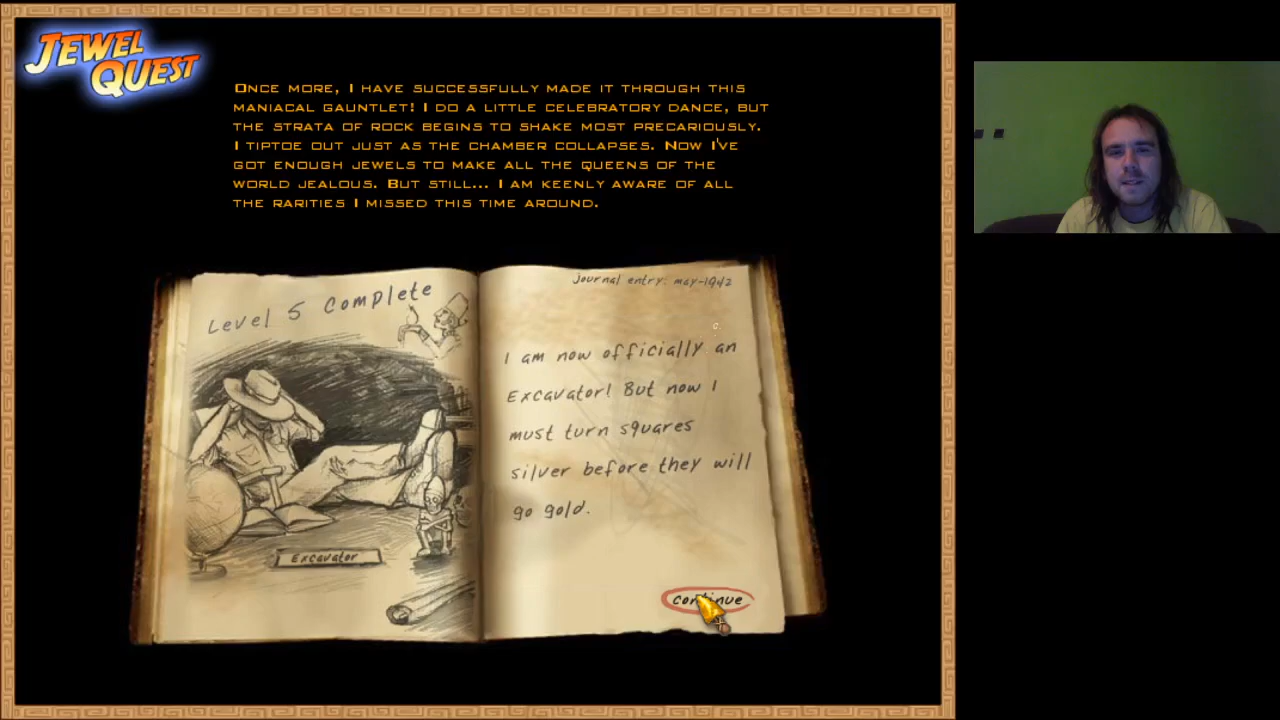 JEWEL
QUEST
Once more, I have successfully made it through this
maniacal gauntlet! I do a little celebratory dance, but
the strata of rock begins to shake most precariously.
I tiptoe out just as the chamber collapses. Now I've
got enough jewels to make all the queens of the
world jealous. But still... I am keenly aware of all
the rarities I missed this time around.
Level 5 Complete
Excavator
journal entry: may-1942
I am now officially an
Excavator! But now I
must turn squares
silver before they will
go gold.
continue